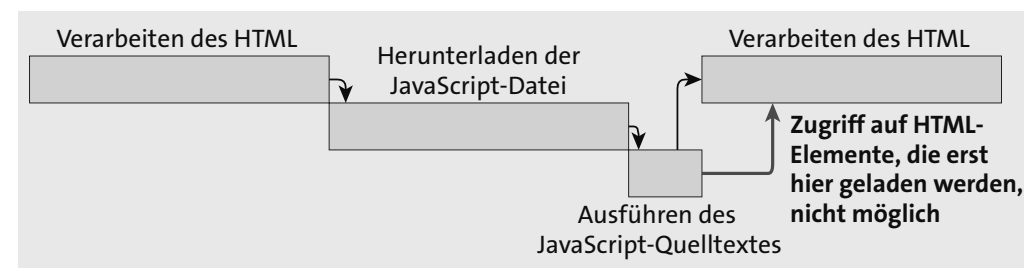 Verarbeiten des HTML
Herunterladen der
JavaScript-Datei
Verarbeiten des HTML
Zugriff auf HTML-
Elemente, die erst
hier geladen werden,
nicht möglich
Ausführen des
JavaScript-Quelltextes